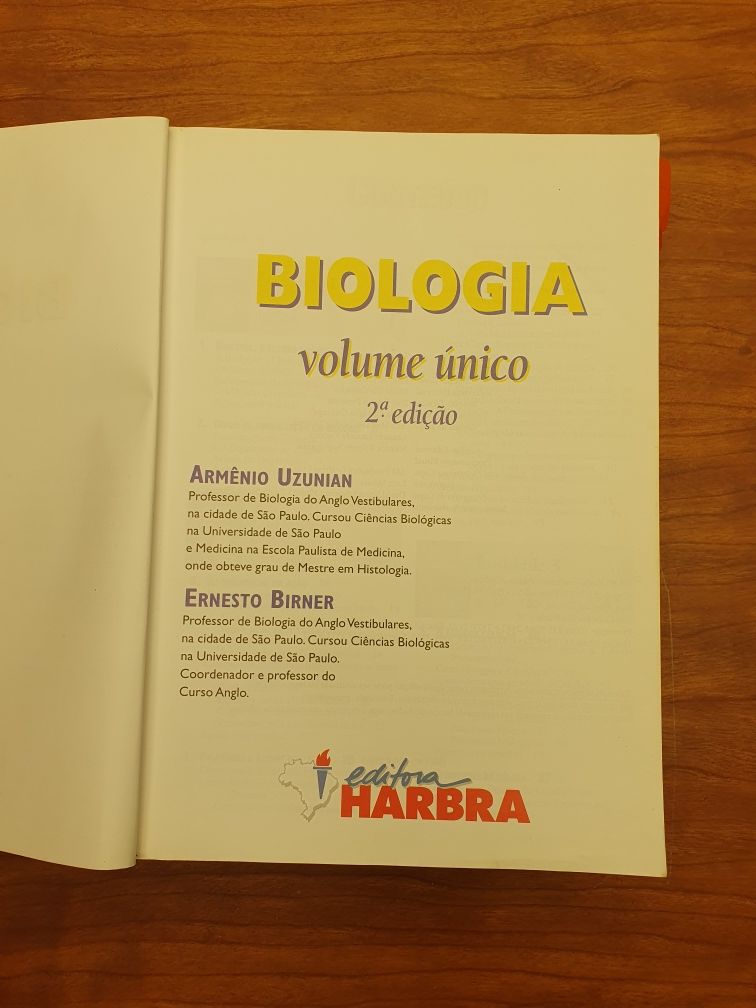 BIOLOGIA
volume único
2ª edição
ARMÊNIO UZUNIAN
Professor de Biologia do Anglo Vestibulares,
na cidade de São Paulo. Cursou Ciências Biológicas
na Universidade de São Paulo
e Medicina na Escola Paulista de Medicina,
onde obteve grau de Mestre em Histologia.
ERNESTO BIRNER
Professor de Biologia do Anglo Vestibulares,
na cidade de São Paulo. Cursou Ciências Biológicas
na Universidade de São Paulo.
Coordenador e professor do
Curso Anglo.
editora
HARBRA